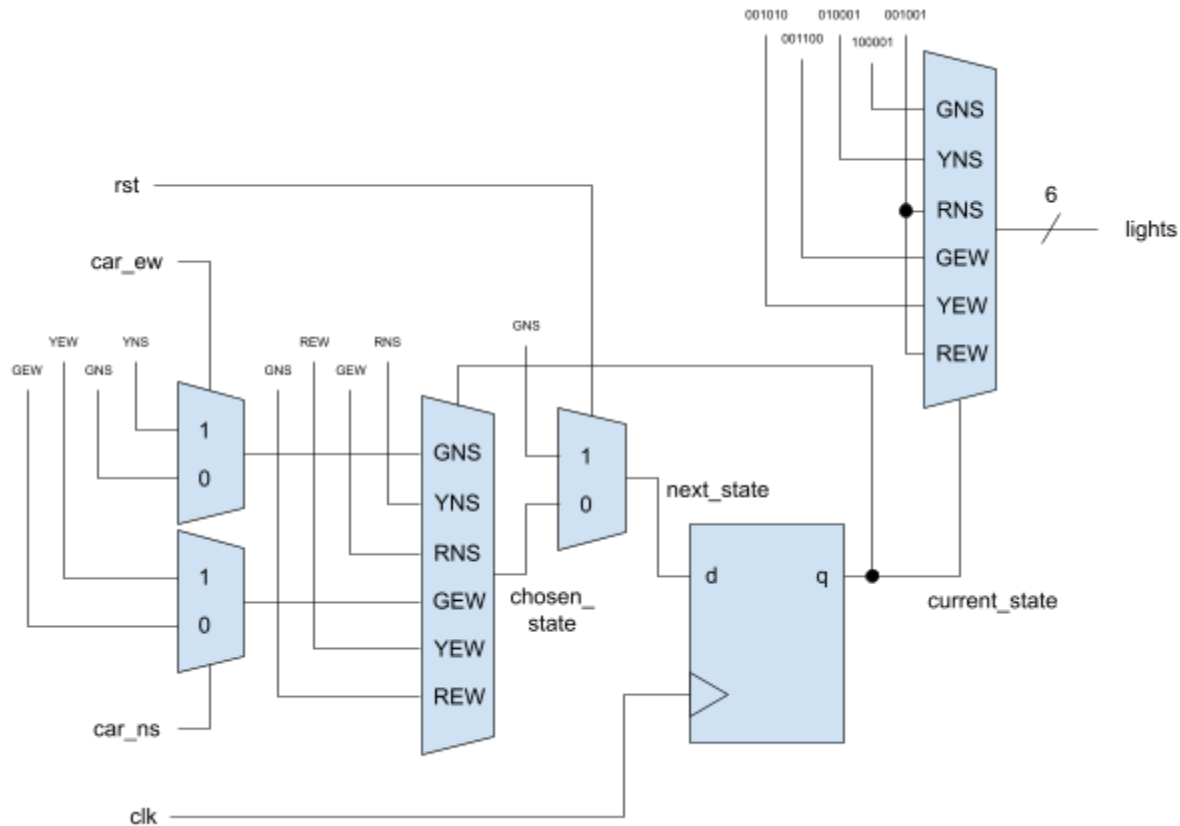 001010
010001
001001
001100
100001
GNS
YNS
RNS
GEW
YEW
REW
6
lights
rst
car_ew
GNS
YEW
YNS
REW
RNS
GEW
GNS
GNS
GEW
1
0
1
0
GNS
YNS
RNS
GEW
YEW
REW
1
0
next_state
chosen_
state
d
q
current_state
car_ns
clk